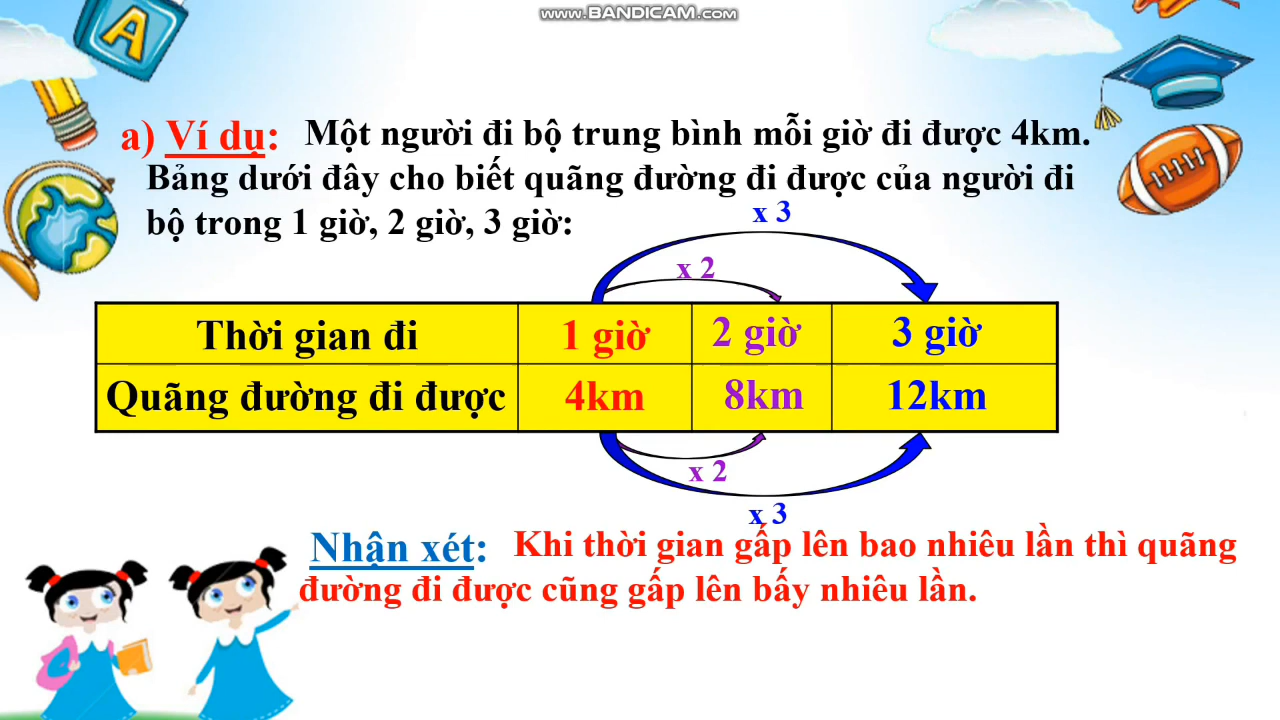 WWW.BANDICAM.COM
A
a) Ví dụ: Một người đi bộ trung bình mỗi giờ đi được 4km.
Bảng dưới đây cho biết quãng đường đi được của người đi
bộ trong 1 giờ, 2 giờ, 3 giờ:
x 3
x 2
Thời gian đi 1 giờ 2 giờ 3 giờ
Quãng đường đi được 4km 8km 12km
x 2
x 3
Nhận xét: Khi thời gian gấp lên bao nhiêu lần thì quãng
đường đi được cũng gấp lên bấy nhiêu lần.